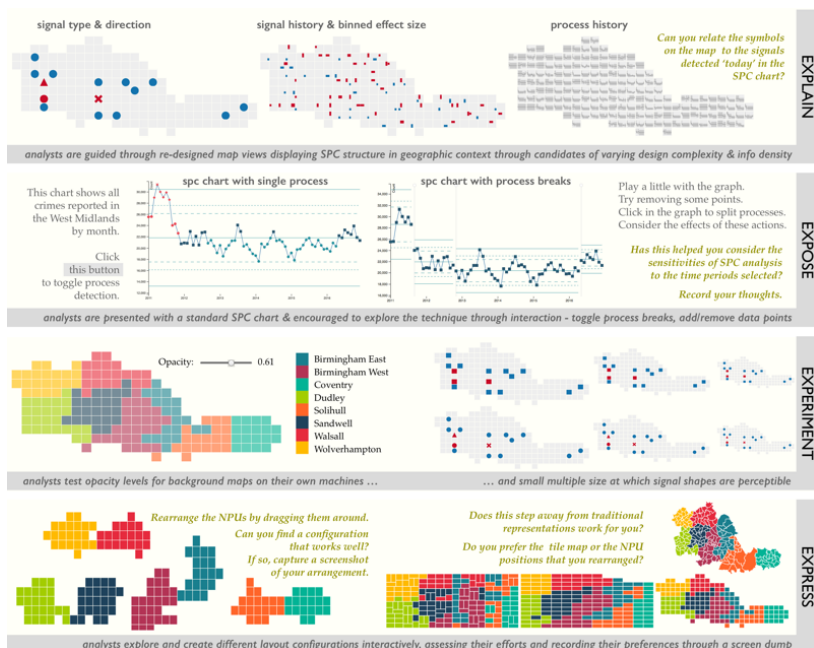 signal type & direction
signal history & binned effect size
process history
Can you relate the symbols
on the map to the signals
detected 'today' in the
SPC chart?
EXPLAIN
analysts are guided through re-designed map views displaying SPC structure in geographic context through candidates of varying design complexity & info density
This chart shows all
crimes reported in
the West Midlands
by month.
Click
this button
to toggle process
detection.
spc chart with single process
2011
2012
2013
2014
2015
spc chart with process breaks
2011
2012
2013
2014
2015
Play a little with the graph.
Try removing some points.
Click in the graph to split processes.
Consider the effects of these actions.
Has this helped you consider the
sensitivities of SPC analysis
to the time periods selected?
Record your thoughts.
EXPOSE
analysts are presented with a standard SPC chart & encouraged to explore the technique through interaction - toggle process breaks, add/remove data points
Opacity:
0.61
Birmingham East
Birmingham West
Coventry
Dudley
Solihull
Sandwell
Walsall
Wolverhampton
EXPERIMENT
analysts test opacity levels for background maps on their own machines ...
... and small multiple size at which signal shapes are perceptible
Rearrange the NPUs by dragging them around.
Can you find a configuration
that works well?
If so, capture a screenshot
of your arrangement.
Does this step away from traditional
representations work for you?
Do you prefer the tile map or the NPU
positions that you rearranged?
EXPRESS
analysts explore and create different layout configurations interactively, assessing their efforts and recording their preferences through a screen dump